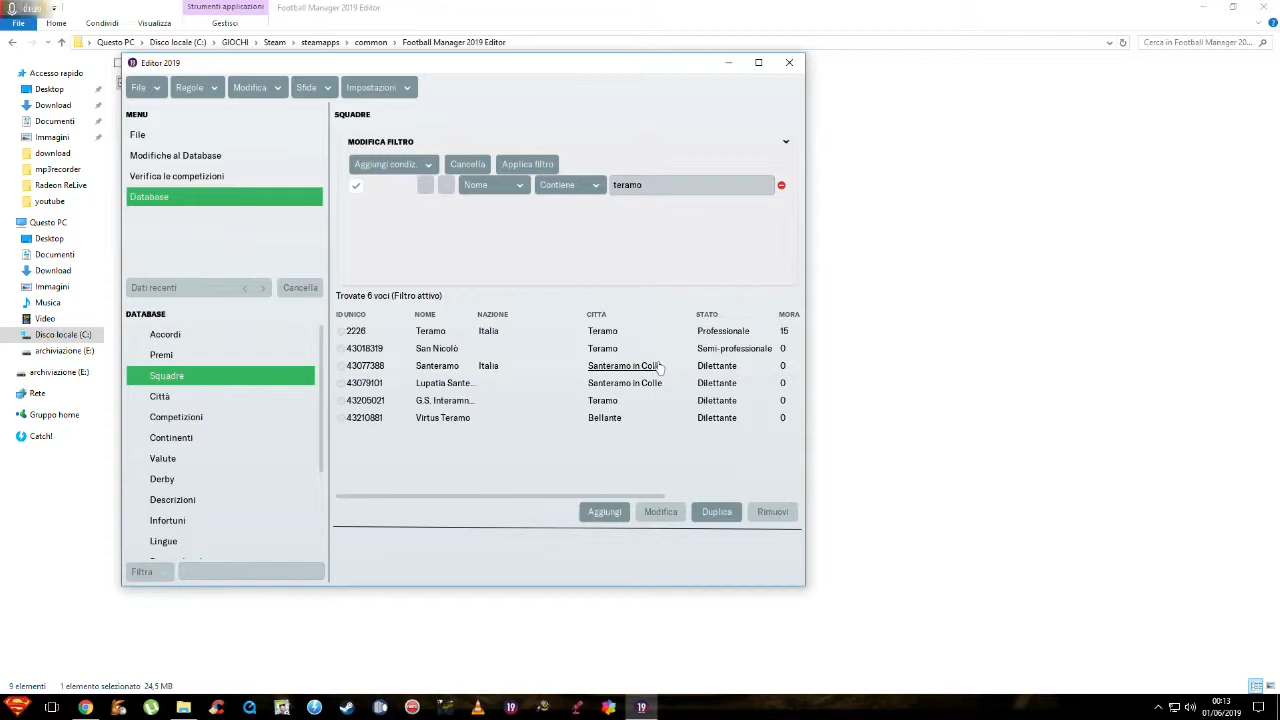 01:20
Strumenti applicazioni
Football Manager 2019 Editor
File
Home
Condividi
Visualizza
Gestisci
Questo PC
Disco locale (C:)
GIOCHI
Steam
steamapps
common
Football Manager 2019 Editor
Cerca in Football Manager 20...
Accesso rapido
Desktop
Download
Documenti
Immagini
download
mp3recorder
Radeon ReLive
youtube
Questo PC
Desktop
Documenti
Download
Immagini
Musica
Video
Disco locale (C:)
archiviazione (E:)
archiviazione (E:)
Rete
Gruppo home
Catch!
Editor 2019
File
Regole
Modifica
Sfide
Impostazioni
MENU
File
Modifiche al Database
Verifica le competizioni
Database
Dati recenti
Cancella
DATABASE
Accordi
Premi
Squadre
Città
Competizioni
Continenti
Valute
Derby
Descrizioni
Infortuni
Lingue
Filtra
SQUADRE
MODIFICA FILTRO
Aggiungi condiz.
Cancella
Applica filtro
Nome
Contiene
teramo
Trovate 6 voci (Filtro attivo)
ID UNICO NOME NAZIONE CITTÀ STATO MORA
2226 Teramo Italia Teramo Professionale 15
43018319 San Nicolò Teramo Semi-professionale 0
43077388 Santeramo Italia Santeramo in Colle Dilettante 0
43079101 Lupatia Sante... Santeramo in Colle Dilettante 0
43205021 G.S. Interamn... Teramo Dilettante 0
43210881 Virtus Teramo Bellante Dilettante 0
Aggiungi
Modifica
Duplica
Rimuovi
9 elementi
1 elemento selezionato 24,5 MB
19
19
00:13
01/06/2019